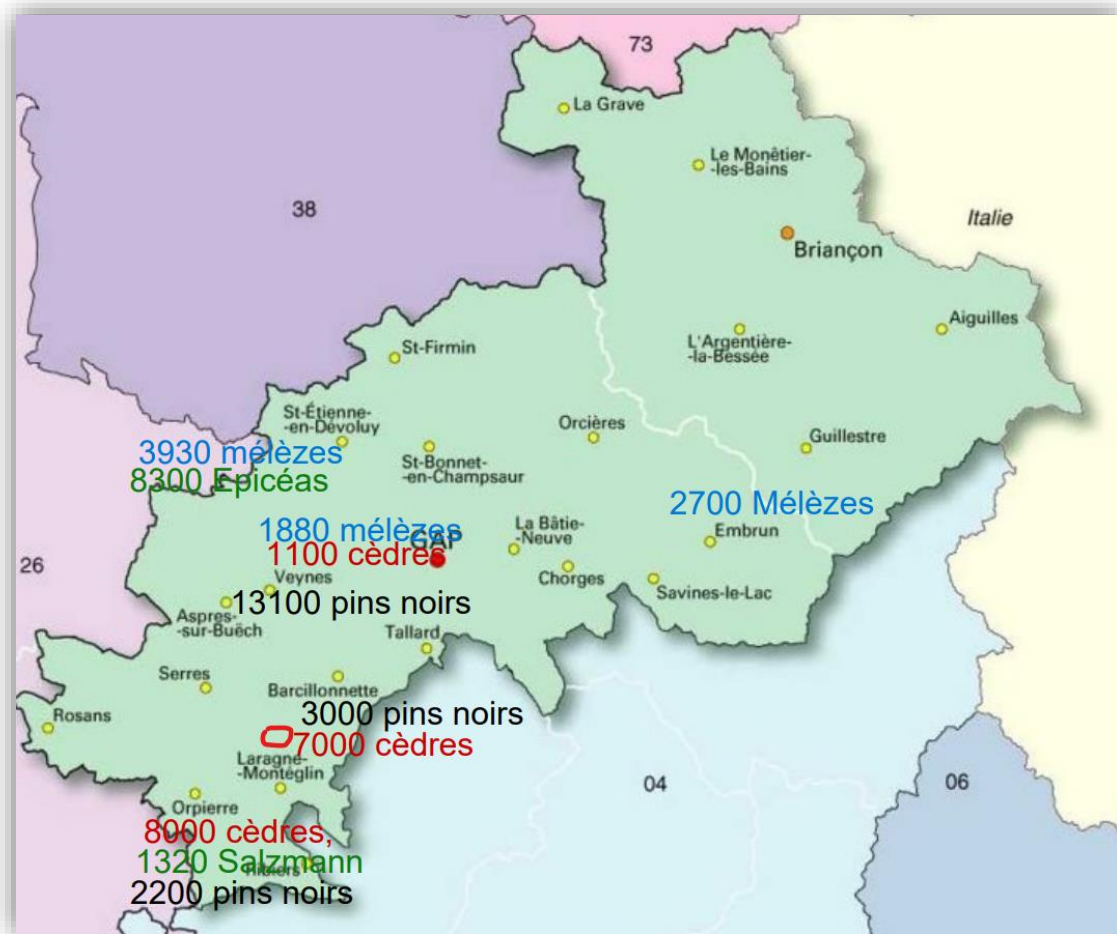 73
La Grave
Le Monêtier-
-les-Bains
38
Italie
Briançon
Aiguilles
L'Argentière-
-la-Bessée
St-Firmin
St-Étienne-
-en-Dévoluy
Orcières
Guillestre
3930 mélèzes
8300 Epicéas
St-Bonnet-
-en-Champsaur
2700 Mélèzes
1880 mélèzes
GAP
1100 cèdres
La Bâtie-
-Neuve
Embrun
26
Veynes
Chorges
Savines-le-Lac
13100 pins noirs
Aspres-
-sur-Buëch
Tallard
Serres
Barcillonnette
Rosans
3000 pins noirs
7000 cèdres
Laragne-
-Montéglin
04
06
Orpierre
8000 cèdres,
1320 Salzmann
Ribiers
2200 pins noirs